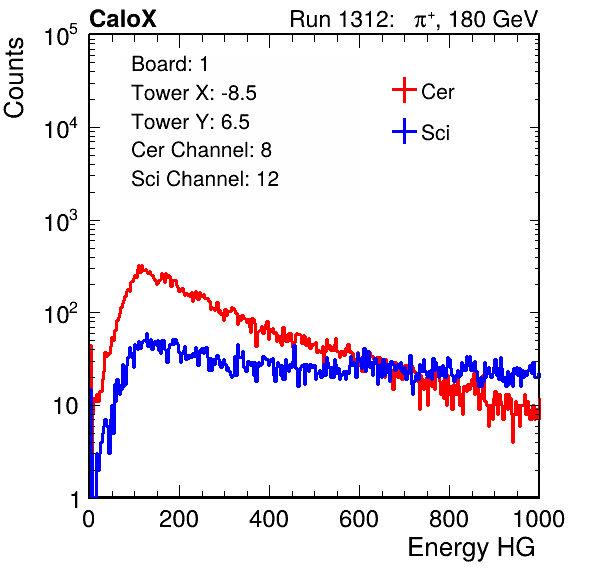 CaloX Run 1312: π⁺, 180 GeV
Counts
10⁵
10⁴
10³
10²
10
1
Board: 1
Tower X: -8.5
Tower Y: 6.5
Cer Channel: 8
Sci Channel: 12
Cer
Sci
0 200 400 600 800 1000
Energy HG